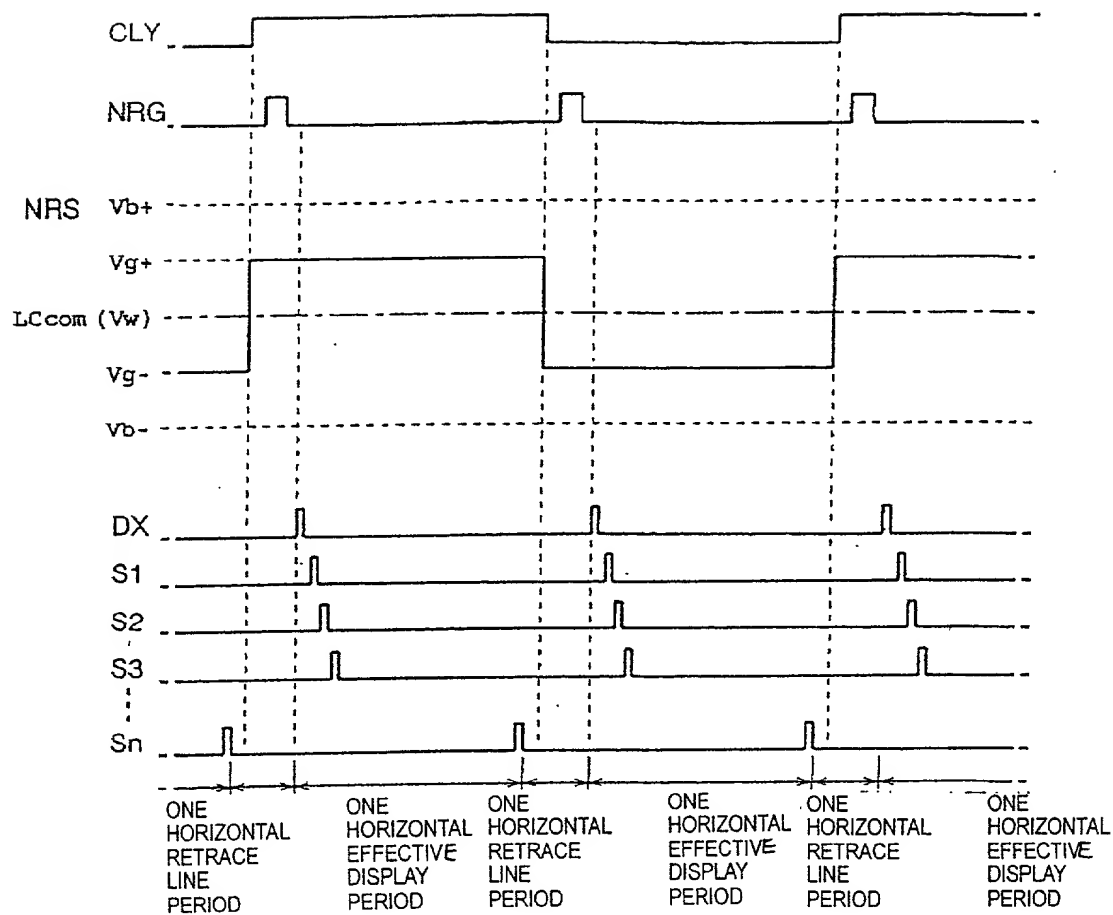 CLY
NRG
NRS Vb+
Vg+
LCcom (Vw)
Vg-
Vb-
DX
S1
S2
S3
Sn
ONE HORIZONTAL RETRACE LINE PERIOD
ONE HORIZONTAL EFFECTIVE DISPLAY PERIOD
ONE HORIZONTAL RETRACE LINE PERIOD
ONE HORIZONTAL EFFECTIVE DISPLAY PERIOD
ONE HORIZONTAL RETRACE LINE PERIOD
ONE HORIZONTAL EFFECTIVE DISPLAY PERIOD